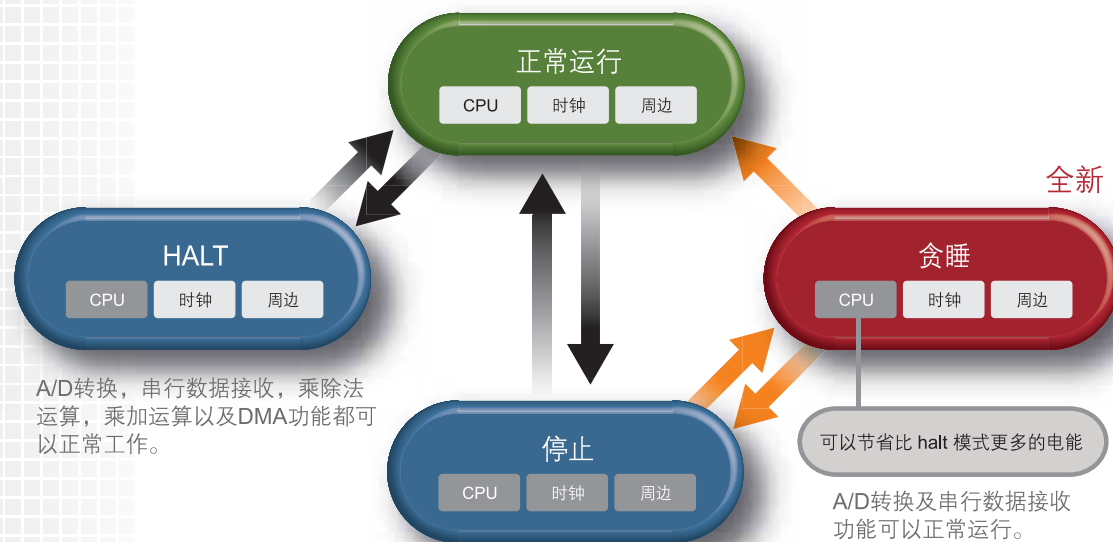 正常运行
CPU 时钟 周边
全新
HALT
CPU 时钟 周边
贪睡
CPU 时钟 周边
A/D转换，串行数据接收，乘除法
运算，乘加运算以及DMA功能都可
以正常工作。
停止
CPU 时钟 周边
可以节省比 halt 模式更多的电能
A/D转换及串行数据接收
功能可以正常运行。